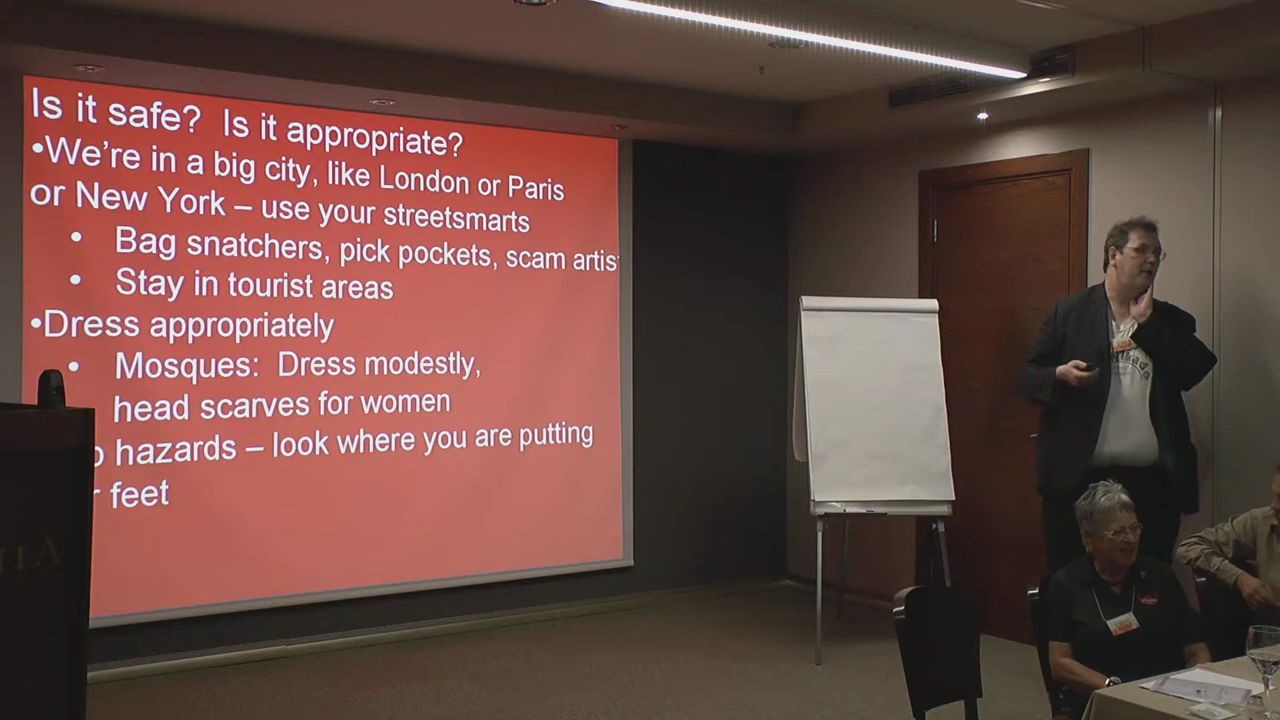 Is it safe? Is it appropriate?
•We're in a big city, like London or Paris
or New York – use your streetsmarts
• Bag snatchers, pick pockets, scam artis
• Stay in tourist areas
•Dress appropriately
• Mosques: Dress modestly,
head scarves for women
hazards – look where you are putting
feet